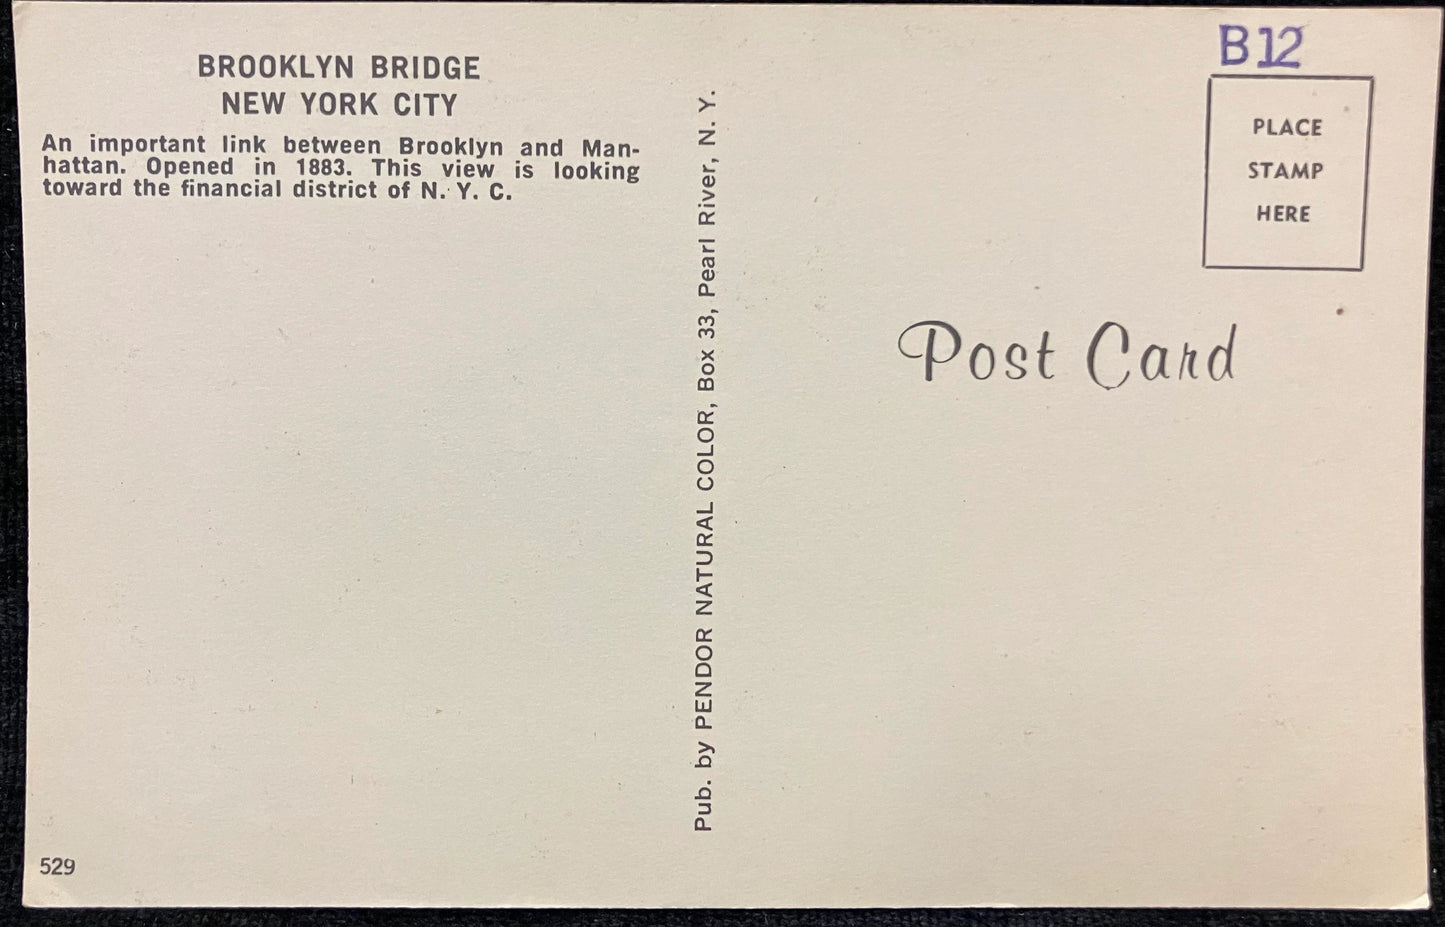 BROOKLYN BRIDGE
NEW YORK CITY
An important link between Brooklyn and Man-
hattan. Opened in 1883. This view is looking
toward the financial district of N. Y. C.
529
Pub. by PENDOR NATURAL COLOR, Box 33, Pearl River, N. Y.
B12
PLACE
STAMP
HERE
Post Card